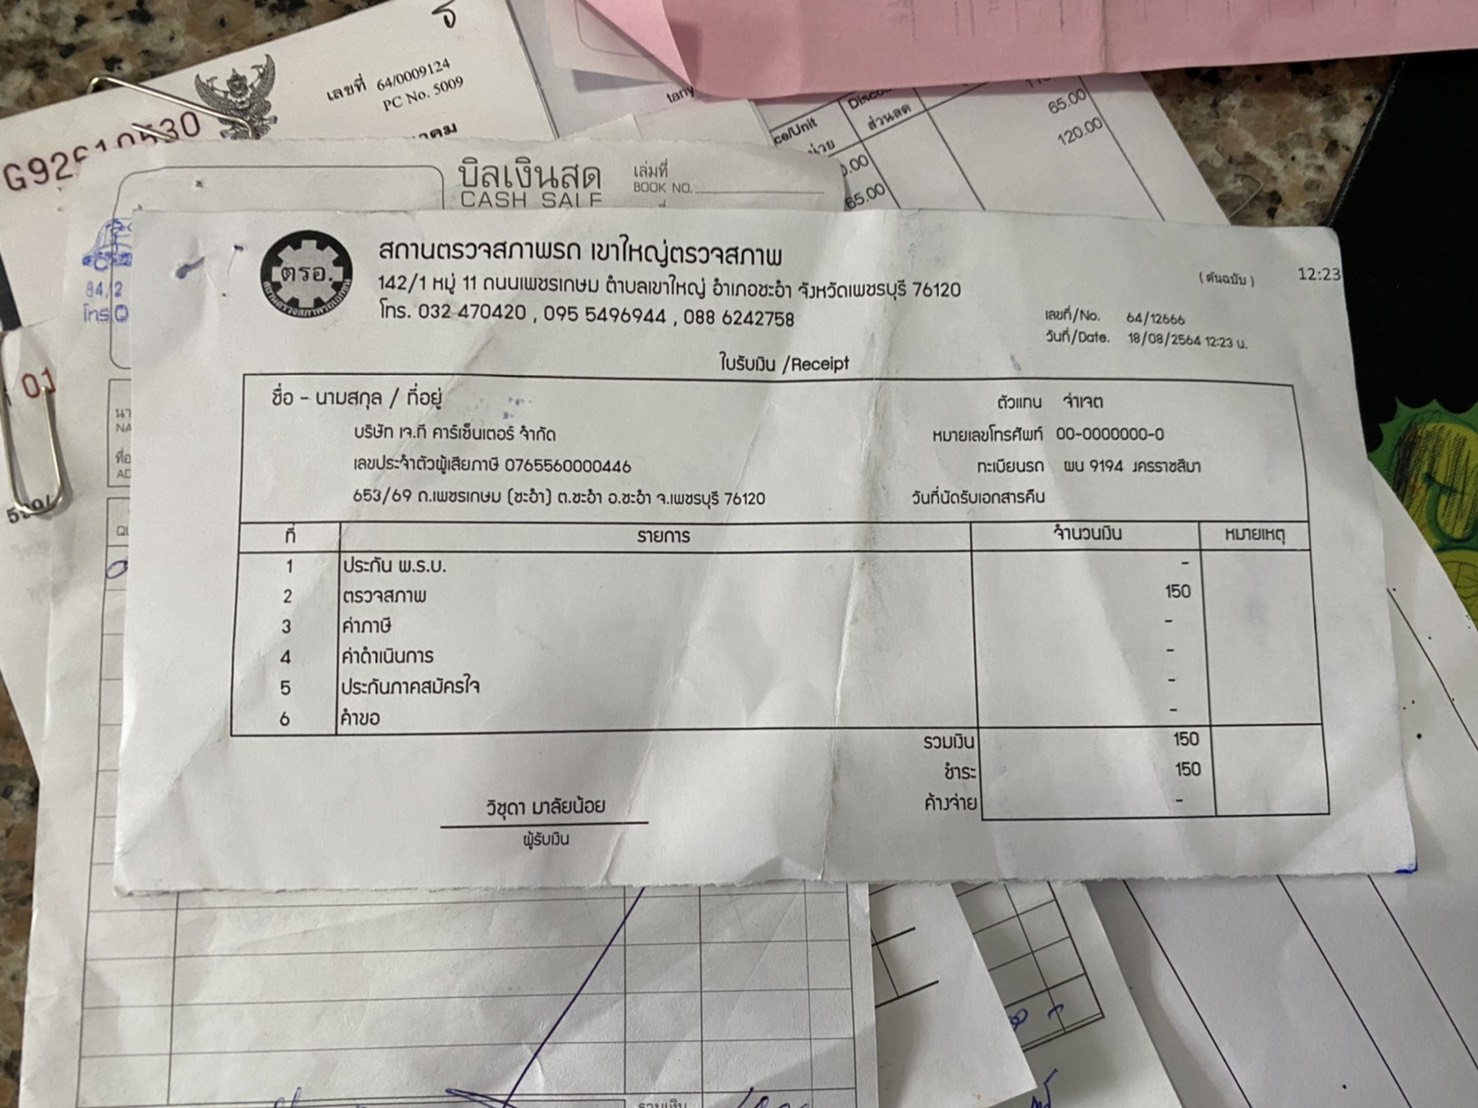 เลขที่ 64/0009124
PC No. 5009
บิลเงินสด
CASH SALE
เล่มที่
BOOK NO.
ส่วนลด
65.00
120.00
65.00
tany
01
84/2
โทร
ตรอ.
สถานตรวจสภาพรถ เขาใหญ่ตรวจสภาพ
142/1 หมู่ 11 ถนนเพชรเกษม ตำบลเขาใหญ่ อำเภอชะอำ จังหวัดเพชรบุรี 76120
โทร. 032 470420 , 095 5496944 , 088 6242758
( ต้นฉบับ ) 12:23
เลขที่/No. 64/12666
วันที่/Date. 18/08/2564 12:23 น.
ใบรับเงิน /Receipt
ชื่อ - นามสกุล / ที่อยู่
บริษัท เจ.ที คาร์เซ็นเตอร์ จำกัด
เลขประจำตัวผู้เสียภาษี 0765560000446
653/69 ถ.เพชรเกษม (ชะอำ) ต.ชะอำ อ.ชะอำ จ.เพชรบุรี 76120
ตัวแทน จ่าเจต
หมายเลขโทรศัพท์ 00-0000000-0
ทะเบียนรถ ผน 9194 นครราชสีมา
วันที่นัดรับเอกสารคืน
ที่ รายการ จำนวนเงิน หมายเหตุ
1 ประกัน พ.ร.บ. -
2 ตรวจสภาพ 150
3 ค่าภาษี -
4 ค่าดำเนินการ -
5 ประกันภาคสมัครใจ -
6 คำขอ -
รวมเงิน 150
ชำระ 150
ค้างจ่าย -
วิชุดา มาลัยน้อย
ผู้รับเงิน